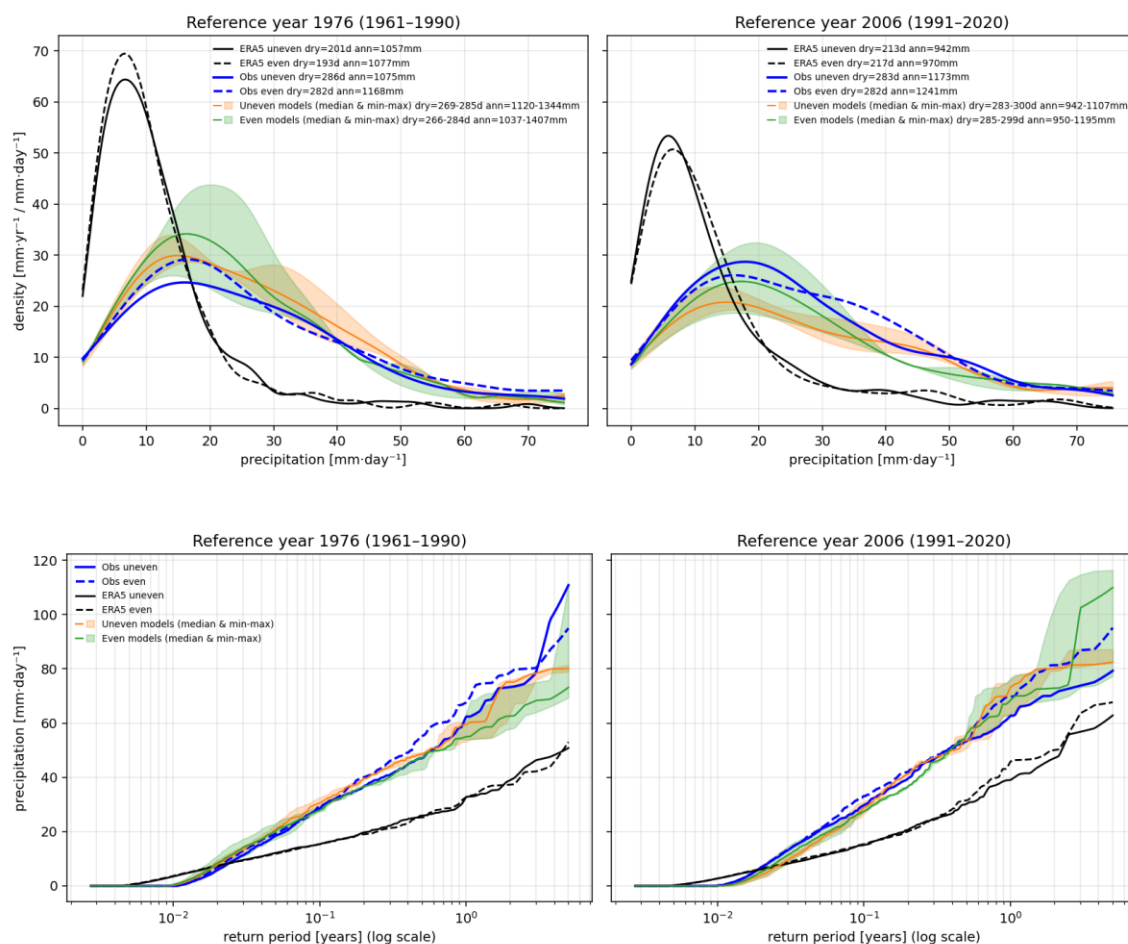 Reference year 1976 (1961–1990)
ERA5 uneven dry=201d ann=1057mm
ERA5 even dry=193d ann=1077mm
Obs uneven dry=286d ann=1075mm
Obs even dry=282d ann=1168mm
Uneven models (median & min-max) dry=269-285d ann=1120-1344mm
Even models (median & min-max) dry=266-284d ann=1037-1407mm
density [mm·yr⁻¹ / mm·day⁻¹]
70
60
50
40
30
20
10
0
0 10 20 30 40 50 60 70
precipitation [mm·day⁻¹]
Reference year 2006 (1991–2020)
ERA5 uneven dry=213d ann=942mm
ERA5 even dry=217d ann=970mm
Obs uneven dry=283d ann=1173mm
Obs even dry=282d ann=1241mm
Uneven models (median & min-max) dry=283-300d ann=942-1107mm
Even models (median & min-max) dry=285-299d ann=950-1195mm
0 10 20 30 40 50 60 70
precipitation [mm·day⁻¹]
Reference year 1976 (1961–1990)
Obs uneven
Obs even
ERA5 uneven
ERA5 even
Uneven models (median & min-max)
Even models (median & min-max)
precipitation [mm·day⁻¹]
120
100
80
60
40
20
0
10⁻² 10⁻¹ 10⁰
return period [years] (log scale)
Reference year 2006 (1991–2020)
10⁻² 10⁻¹ 10⁰
return period [years] (log scale)